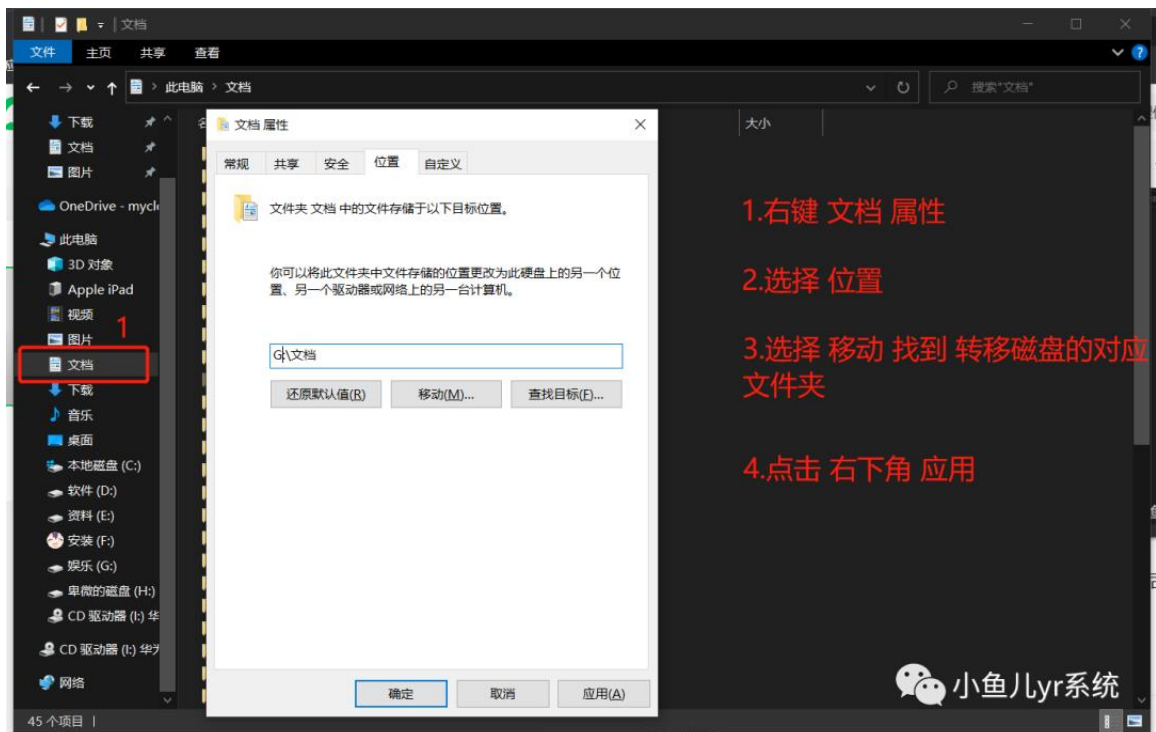 文档
文件 主页 共享 查看
此电脑 > 文档
搜索"文档"
下载
文档
图片
OneDrive - mycl
此电脑
3D 对象
Apple iPad
视频
图片
1
文档
下载
音乐
桌面
本地磁盘 (C:)
软件 (D:)
资料 (E:)
安装 (F:)
娱乐 (G:)
卑微的磁盘 (H:)
CD 驱动器 (I:) 华
CD 驱动器 (I:) 华为
网络
45 个项目
文档 属性
常规 共享 安全 位置 自定义
文件夹 文档 中的文件存储于以下目标位置。
你可以将此文件夹中文件存储的位置更改为此硬盘上的另一个位
置、另一个驱动器或网络上的另一台计算机。
G:\文档
还原默认值(R) 移动(M)... 查找目标(F)...
确定 取消 应用(A)
大小
1.右键 文档 属性
2.选择 位置
3.选择 移动 找到 转移磁盘的对应
文件夹
4.点击 右下角 应用
小鱼儿yr系统